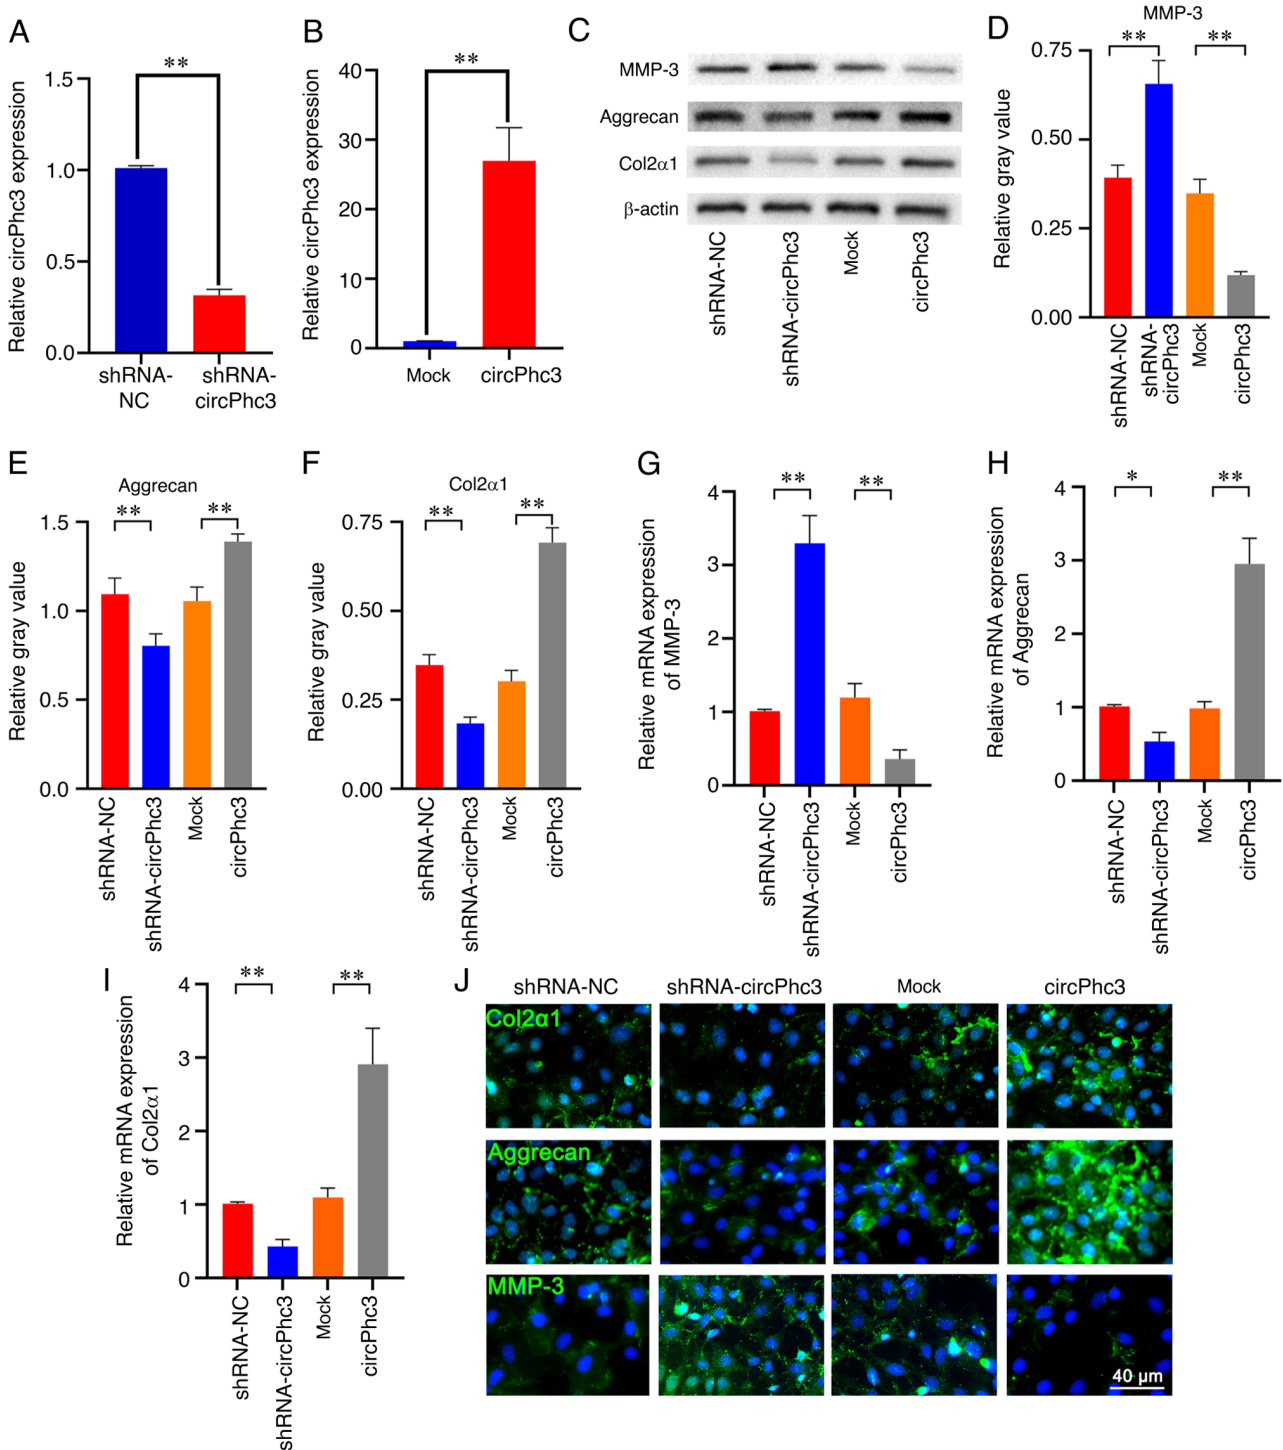 A
Relative circPhc3 expression
1.5
1.0
0.5
0.0
**
shRNA-
NC
shRNA-
circPhc3
B
Relative circPhc3 expression
40
30
20
10
0
**
Mock
circPhc3
C
MMP-3
Aggrecan
Col2α1
β-actin
shRNA-NC
shRNA-circPhc3
Mock
circPhc3
D
MMP-3
Relative gray value
0.75
0.50
0.25
0.00
**
**
shRNA-NC
shRNA-
circPhc3
Mock
circPhc3
E
Aggrecan
Relative gray value
1.5
1.0
0.5
0.0
**
**
shRNA-NC
shRNA-circPhc3
Mock
circPhc3
F
Col2α1
Relative gray value
0.75
0.50
0.25
0.00
**
**
shRNA-NC
shRNA-circPhc3
Mock
circPhc3
G
Relative mRNA expression
of MMP-3
4
3
2
1
0
**
**
shRNA-NC
shRNA-circPhc3
Mock
circPhc3
H
Relative mRNA expression
of Aggrecan
4
3
2
1
0
*
**
shRNA-NC
shRNA-circPhc3
Mock
circPhc3
I
Relative mRNA expression
of Col2α1
4
3
2
1
0
**
**
shRNA-NC
shRNA-circPhc3
Mock
circPhc3
J
shRNA-NC
shRNA-circPhc3
Mock
circPhc3
Col2α1
Aggrecan
MMP-3
40 µm